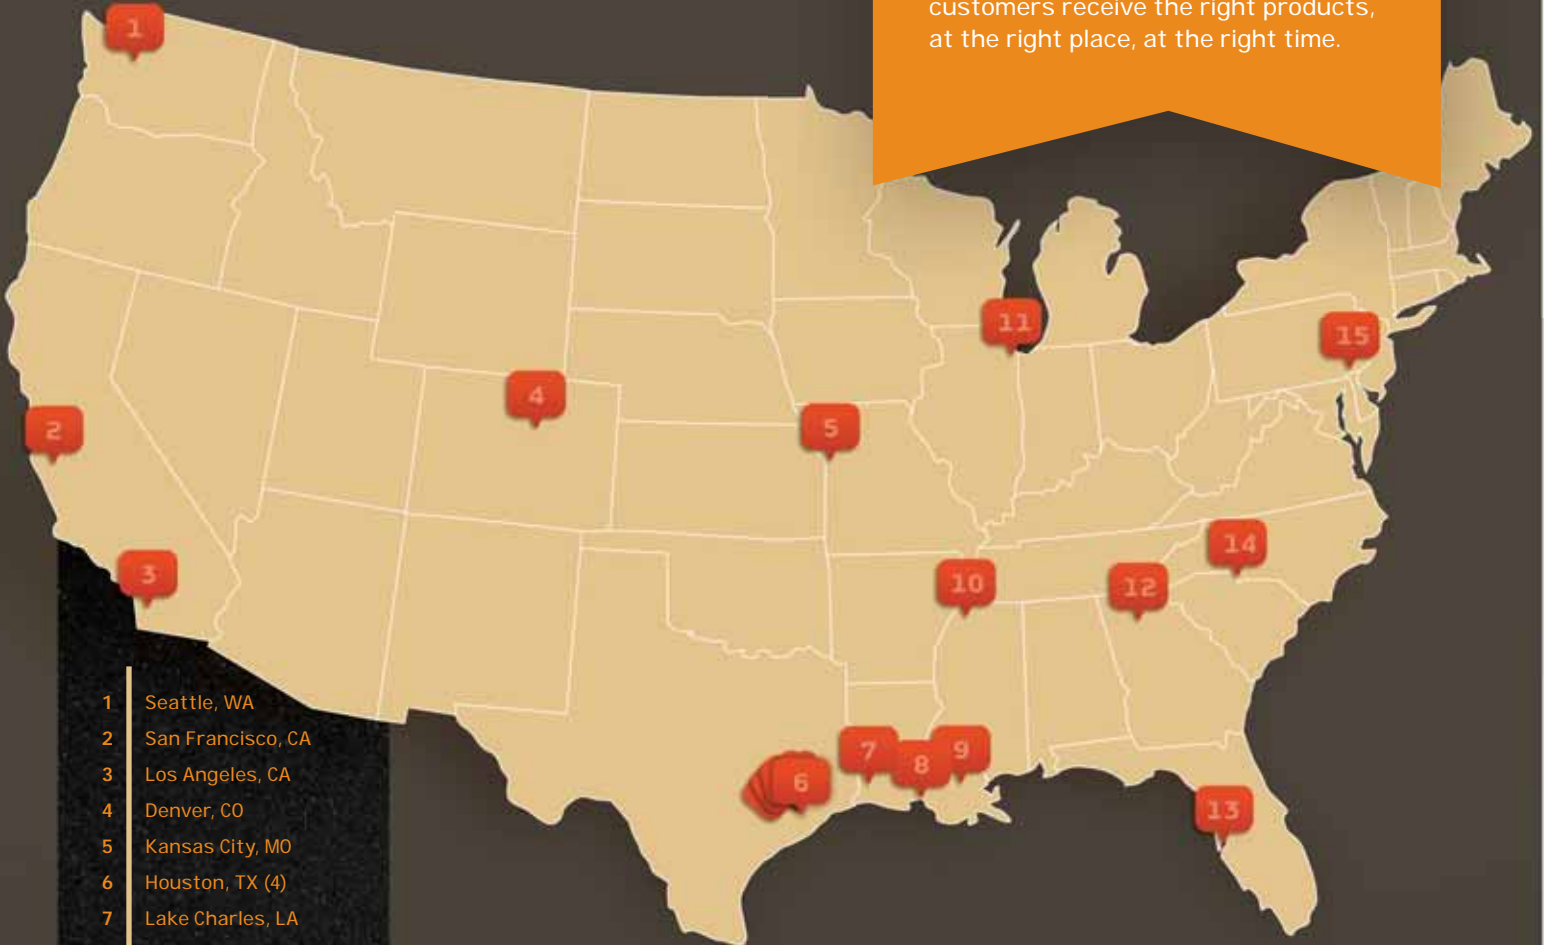 customers receive the right products,
at the right place, at the right time.
1
11
15
4
2
5
14
3
10
12
7
9
8
6
13
1 Seattle, WA
2 San Francisco, CA
3 Los Angeles, CA
4 Denver, CO
5 Kansas City, MO
6 Houston, TX (4)
7 Lake Charles, LA